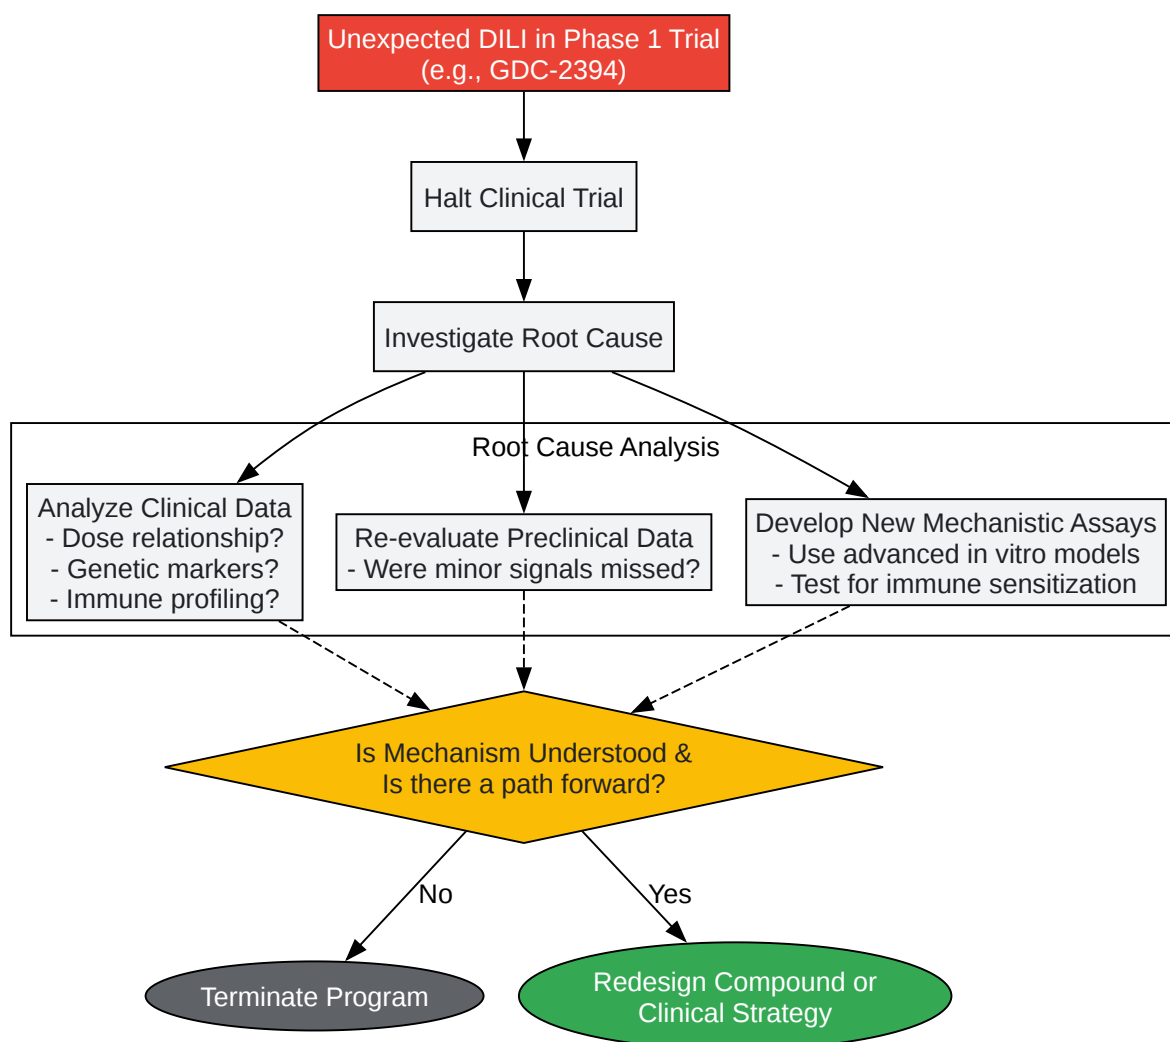 Unexpected DILI in Phase 1 Trial
(e.g., GDC-2394)
Halt Clinical Trial
Investigate Root Cause
Root Cause Analysis
Analyze Clinical Data
- Dose relationship?
- Genetic markers?
- Immune profiling?
Re-evaluate Preclinical Data
- Were minor signals missed?
Develop New Mechanistic Assays
- Use advanced in vitro models
- Test for immune sensitization
Is Mechanism Understood &
Is there a path forward?
No
Yes
Terminate Program
Redesign Compound or
Clinical Strategy